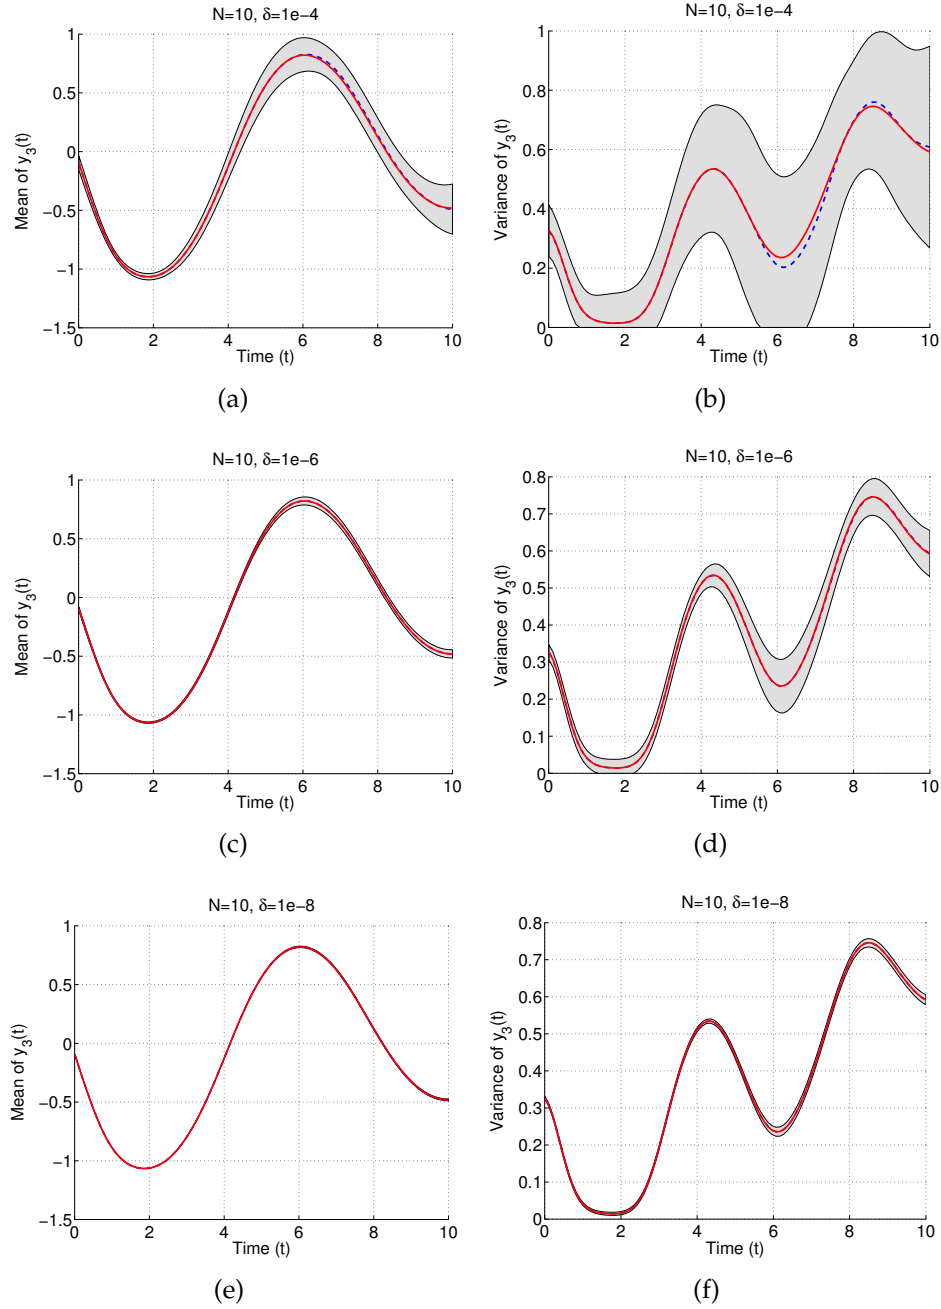 N=10, δ=1e−4
Mean of y_3(t)
1
0.5
0
−0.5
−1
−1.5
0 2 4 6 8 10
Time (t)
(a)
N=10, δ=1e−4
Variance of y_3(t)
1
0.8
0.6
0.4
0.2
0
0 2 4 6 8 10
Time (t)
(b)
N=10, δ=1e−6
Mean of y_3(t)
1
0.5
0
−0.5
−1
−1.5
0 2 4 6 8 10
Time (t)
(c)
N=10, δ=1e−6
Variance of y_3(t)
0.8
0.7
0.6
0.5
0.4
0.3
0.2
0.1
0
0 2 4 6 8 10
Time (t)
(d)
N=10, δ=1e−8
Mean of y_3(t)
1
0.5
0
−0.5
−1
−1.5
0 2 4 6 8 10
Time (t)
(e)
N=10, δ=1e−8
Variance of y_3(t)
0.8
0.7
0.6
0.5
0.4
0.3
0.2
0.1
0
0 2 4 6 8 10
Time (t)
(f)